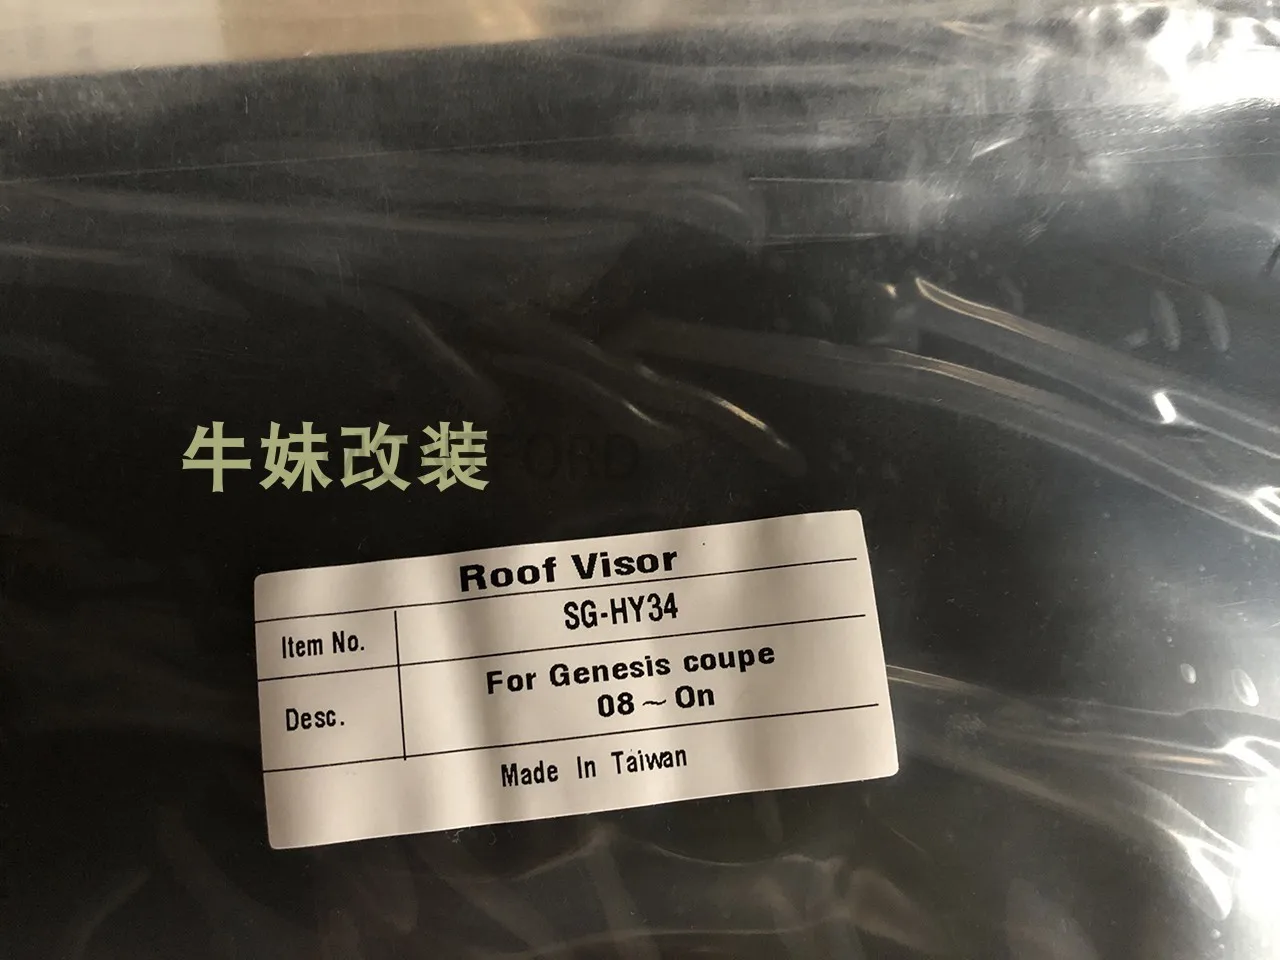 牛妹改装
Roof Visor
Item No. SG-HY34
Desc. For Genesis coupe
08 ~ On
Made In Taiwan